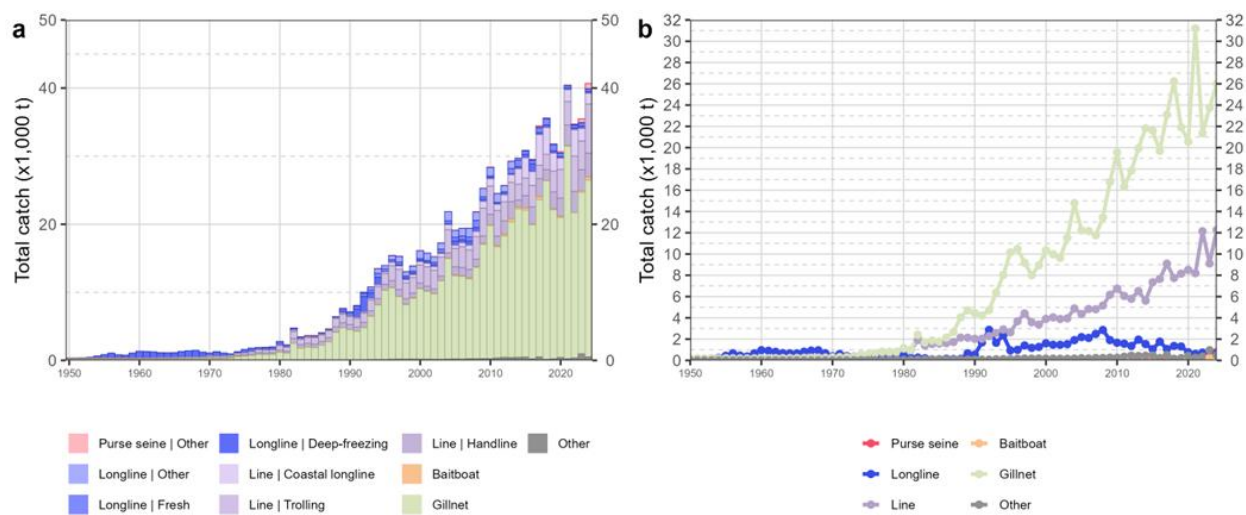 a
Total catch (x1,000 t)
50
40
20
0
40
20
0
1950 1960 1970 1980 1990 2000 2010 2020
Purse seine | Other
Longline | Other
Longline | Fresh
Longline | Deep-freezing
Line | Coastal longline
Line | Trolling
Line | Handline
Baitboat
Gillnet
Other
b
Total catch (x1,000 t)
32
30
28
26
24
22
20
18
16
14
12
10
8
6
4
2
0
32
30
28
26
24
22
20
18
16
14
12
10
8
6
4
2
0
1950 1960 1970 1980 1990 2000 2010 2020
Purse seine
Longline
Line
Baitboat
Gillnet
Other